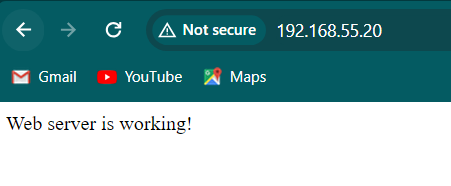 Not secure 192.168.55.20
Gmail YouTube Maps
Web server is working!